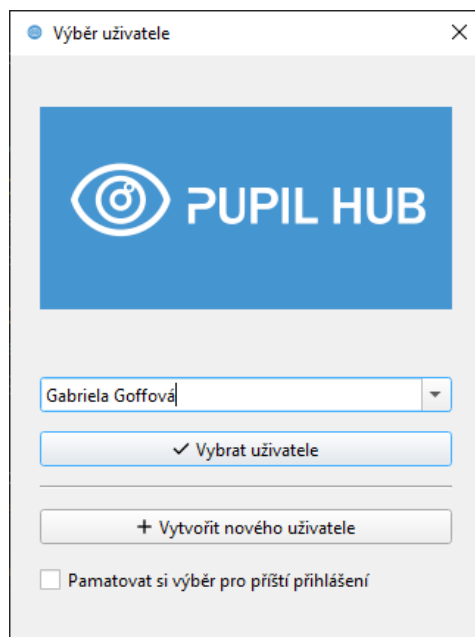 Výběr uživatele
PUPIL HUB
Gabriela Goffová
Vybrat uživatele
Vytvořit nového uživatele
Pamatovat si výběr pro příští přihlášení